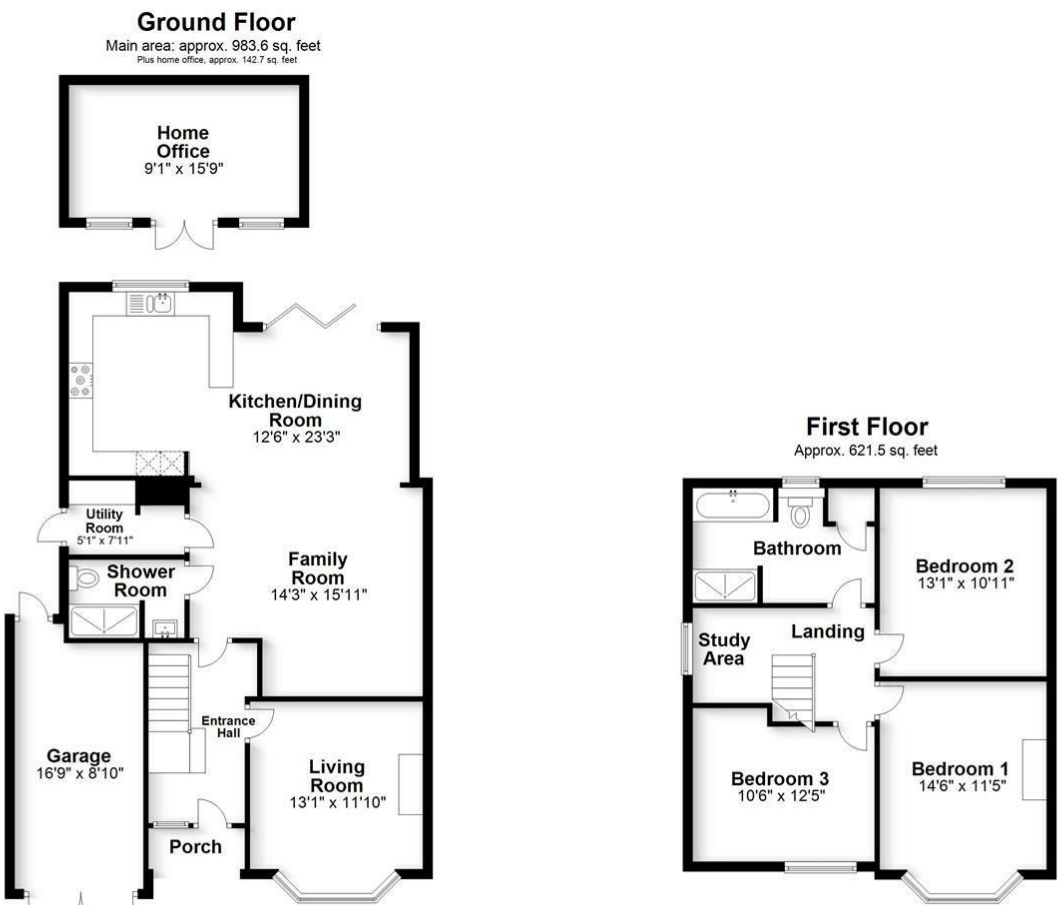 Ground Floor
Main area: approx. 983.6 sq. feet
Plus home office, approx. 142.7 sq. feet
Home
Office
9'1" x 15'9"
Kitchen/Dining
Room
12'6" x 23'3"
Utility
Room
5'1" x 7'11"
Family
Room
14'3" x 15'11"
Shower
Room
Entrance
Hall
Garage
16'9" x 8'10"
Living
Room
13'1" x 11'10"
Porch
First Floor
Approx. 621.5 sq. feet
Bathroom
Bedroom 2
13'1" x 10'11"
Study
Area
Landing
Bedroom 3
10'6" x 12'5"
Bedroom 1
14'6" x 11'5"